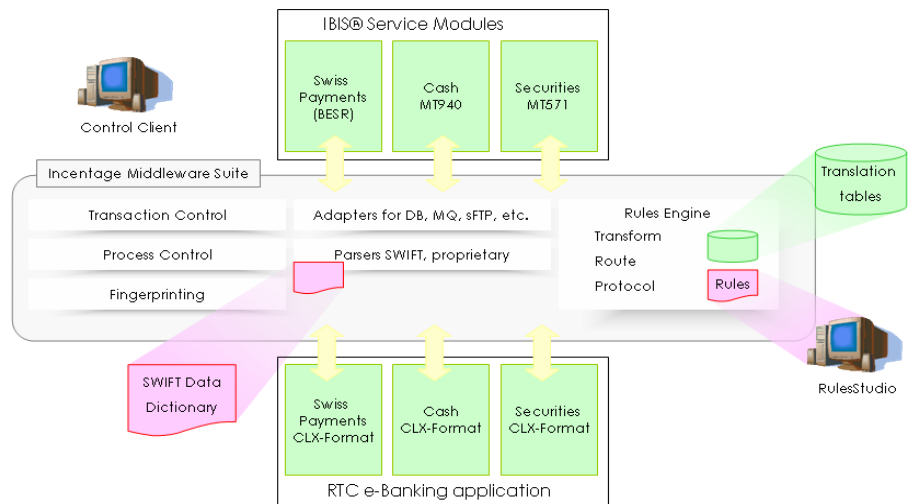 IBIS® Service Modules
Swiss
Payments
(BESR)
Cash
MT940
Securities
MT571
Control Client
Incentage Middleware Suite
Transaction Control
Process Control
Fingerprinting
Adapters for DB, MQ, sFTP, etc.
Parsers SWIFT, proprietary
Rules Engine
Transform
Route
Protocol
Rules
Translation
tables
RulesStudio
SWIFT Data
Dictionary
Swiss
Payments
CLX-Format
Cash
CLX-Format
Securities
CLX-Format
RTC e-Banking application